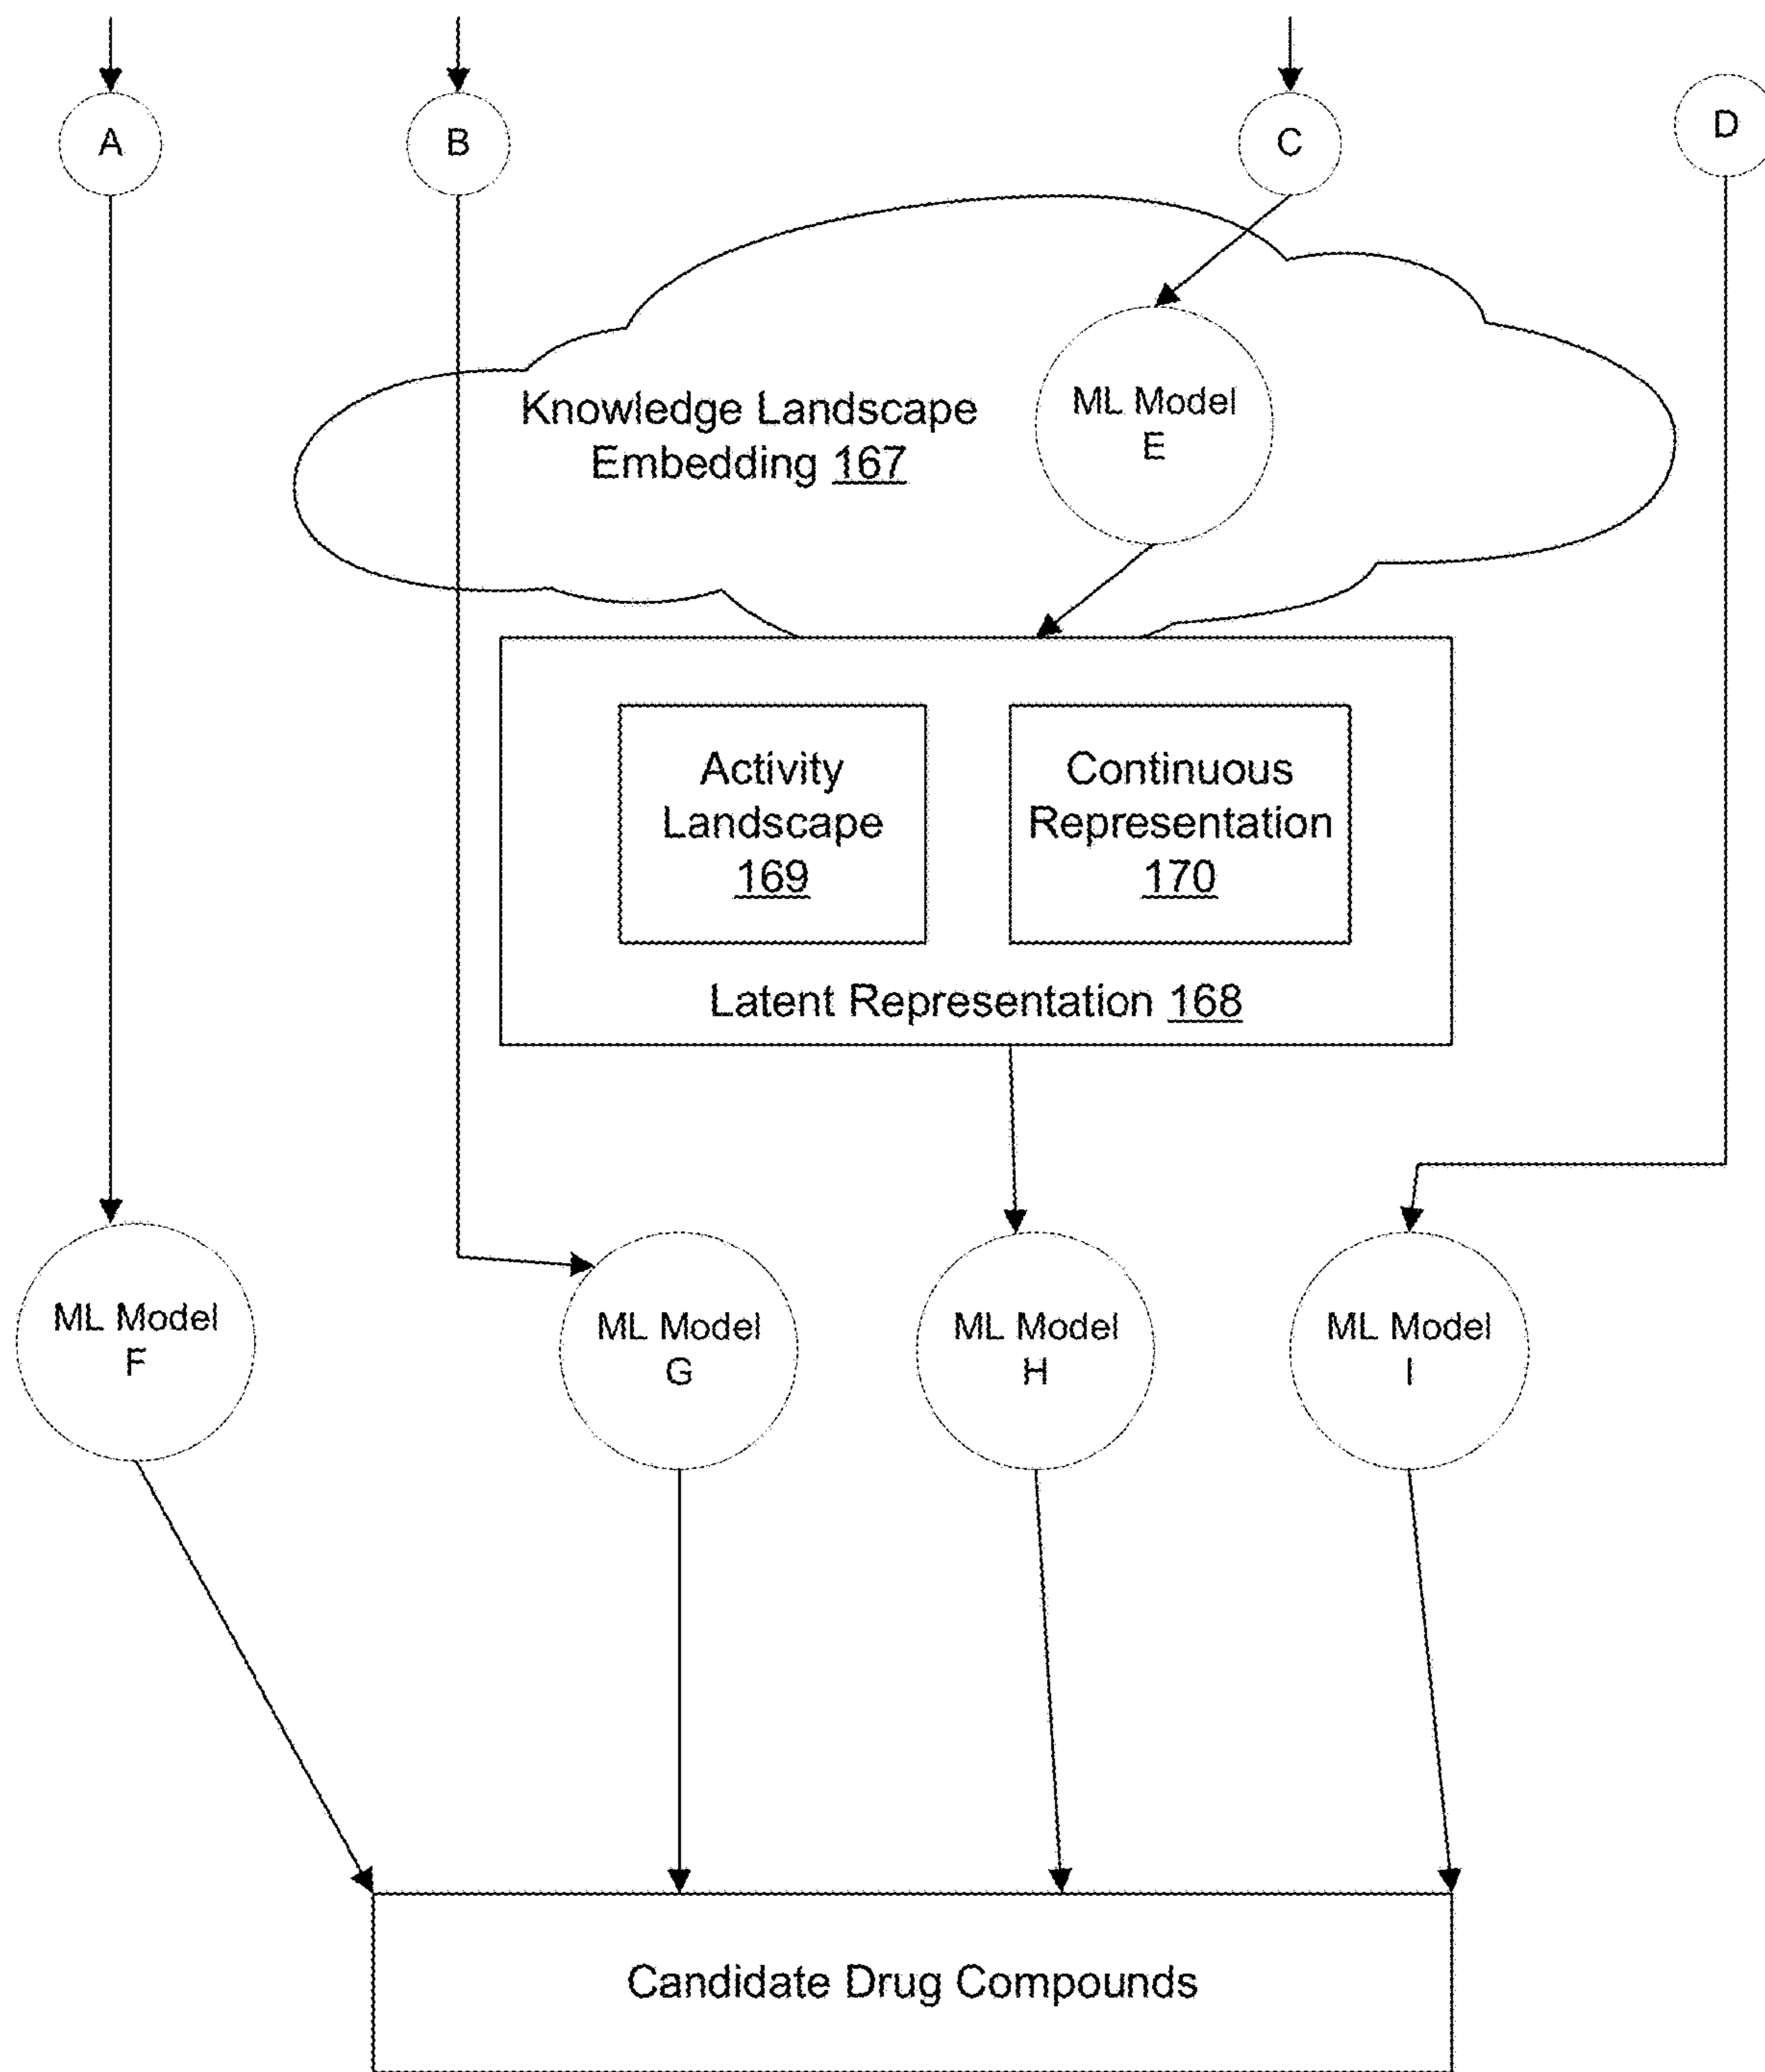 A
B
C
D
Knowledge Landscape
Embedding 167
ML Model
E
Activity
Landscape
169
Continuous
Representation
170
Latent Representation 168
ML Model
F
ML Model
G
ML Model
H
ML Model
I
Candidate Drug Compounds